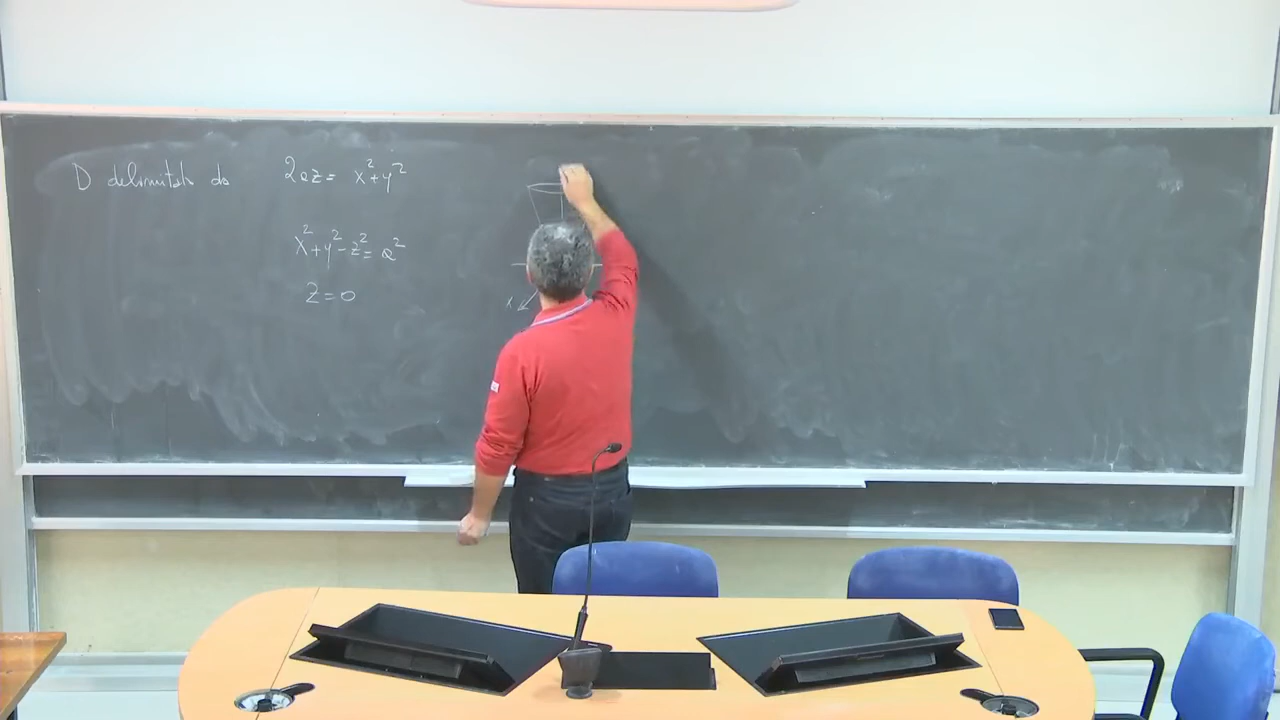 D delimitato da 2az = x²+y²
x²+y²-z²=a²
z=0
x